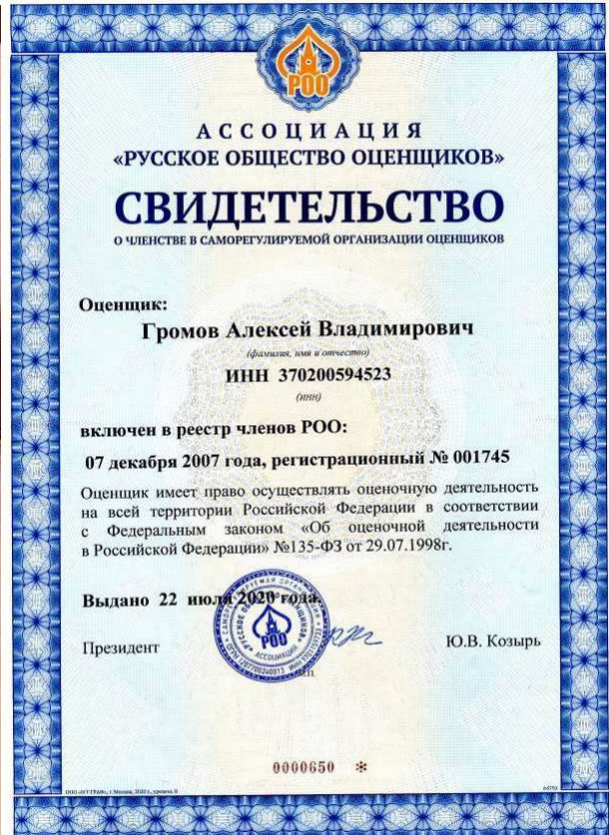 РОО
АССОЦИАЦИЯ
«РУССКОЕ ОБЩЕСТВО ОЦЕНЩИКОВ»
СВИДЕТЕЛЬСТВО
О ЧЛЕНСТВЕ В САМОРЕГУЛИРУЕМОЙ ОРГАНИЗАЦИИ ОЦЕНЩИКОВ
Оценщик:
Громов Алексей Владимирович
(фамилия, имя и отчество)
ИНН 370200594523
(инн)
включен в реестр членов РОО:
07 декабря 2007 года, регистрационный № 001745
Оценщик имеет право осуществлять оценочную деятельность
на всей территории Российской Федерации в соответствии
с Федеральным законом «Об оценочной деятельности
в Российской Федерации» №135-ФЗ от 29.07.1998г.
Выдано 22 июля 2020 года.
РОО
Президент
Ю.В. Козырь
0000650 *